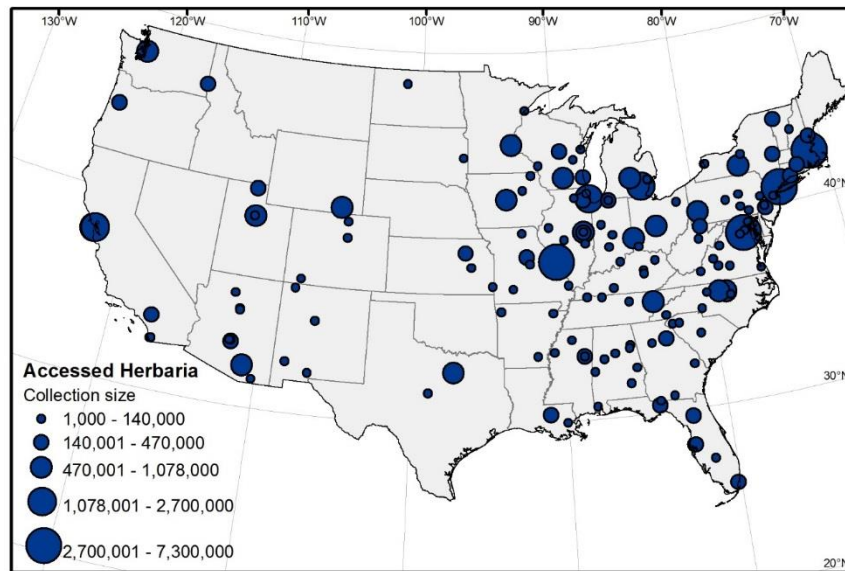 130°W
120°W
110°W
100°W
90°W
80°W
70°W
40°N
30°N
20°N
Accessed Herbaria
Collection size
1,000 - 140,000
140,001 - 470,000
470,001 - 1,078,000
1,078,001 - 2,700,000
2,700,001 - 7,300,000